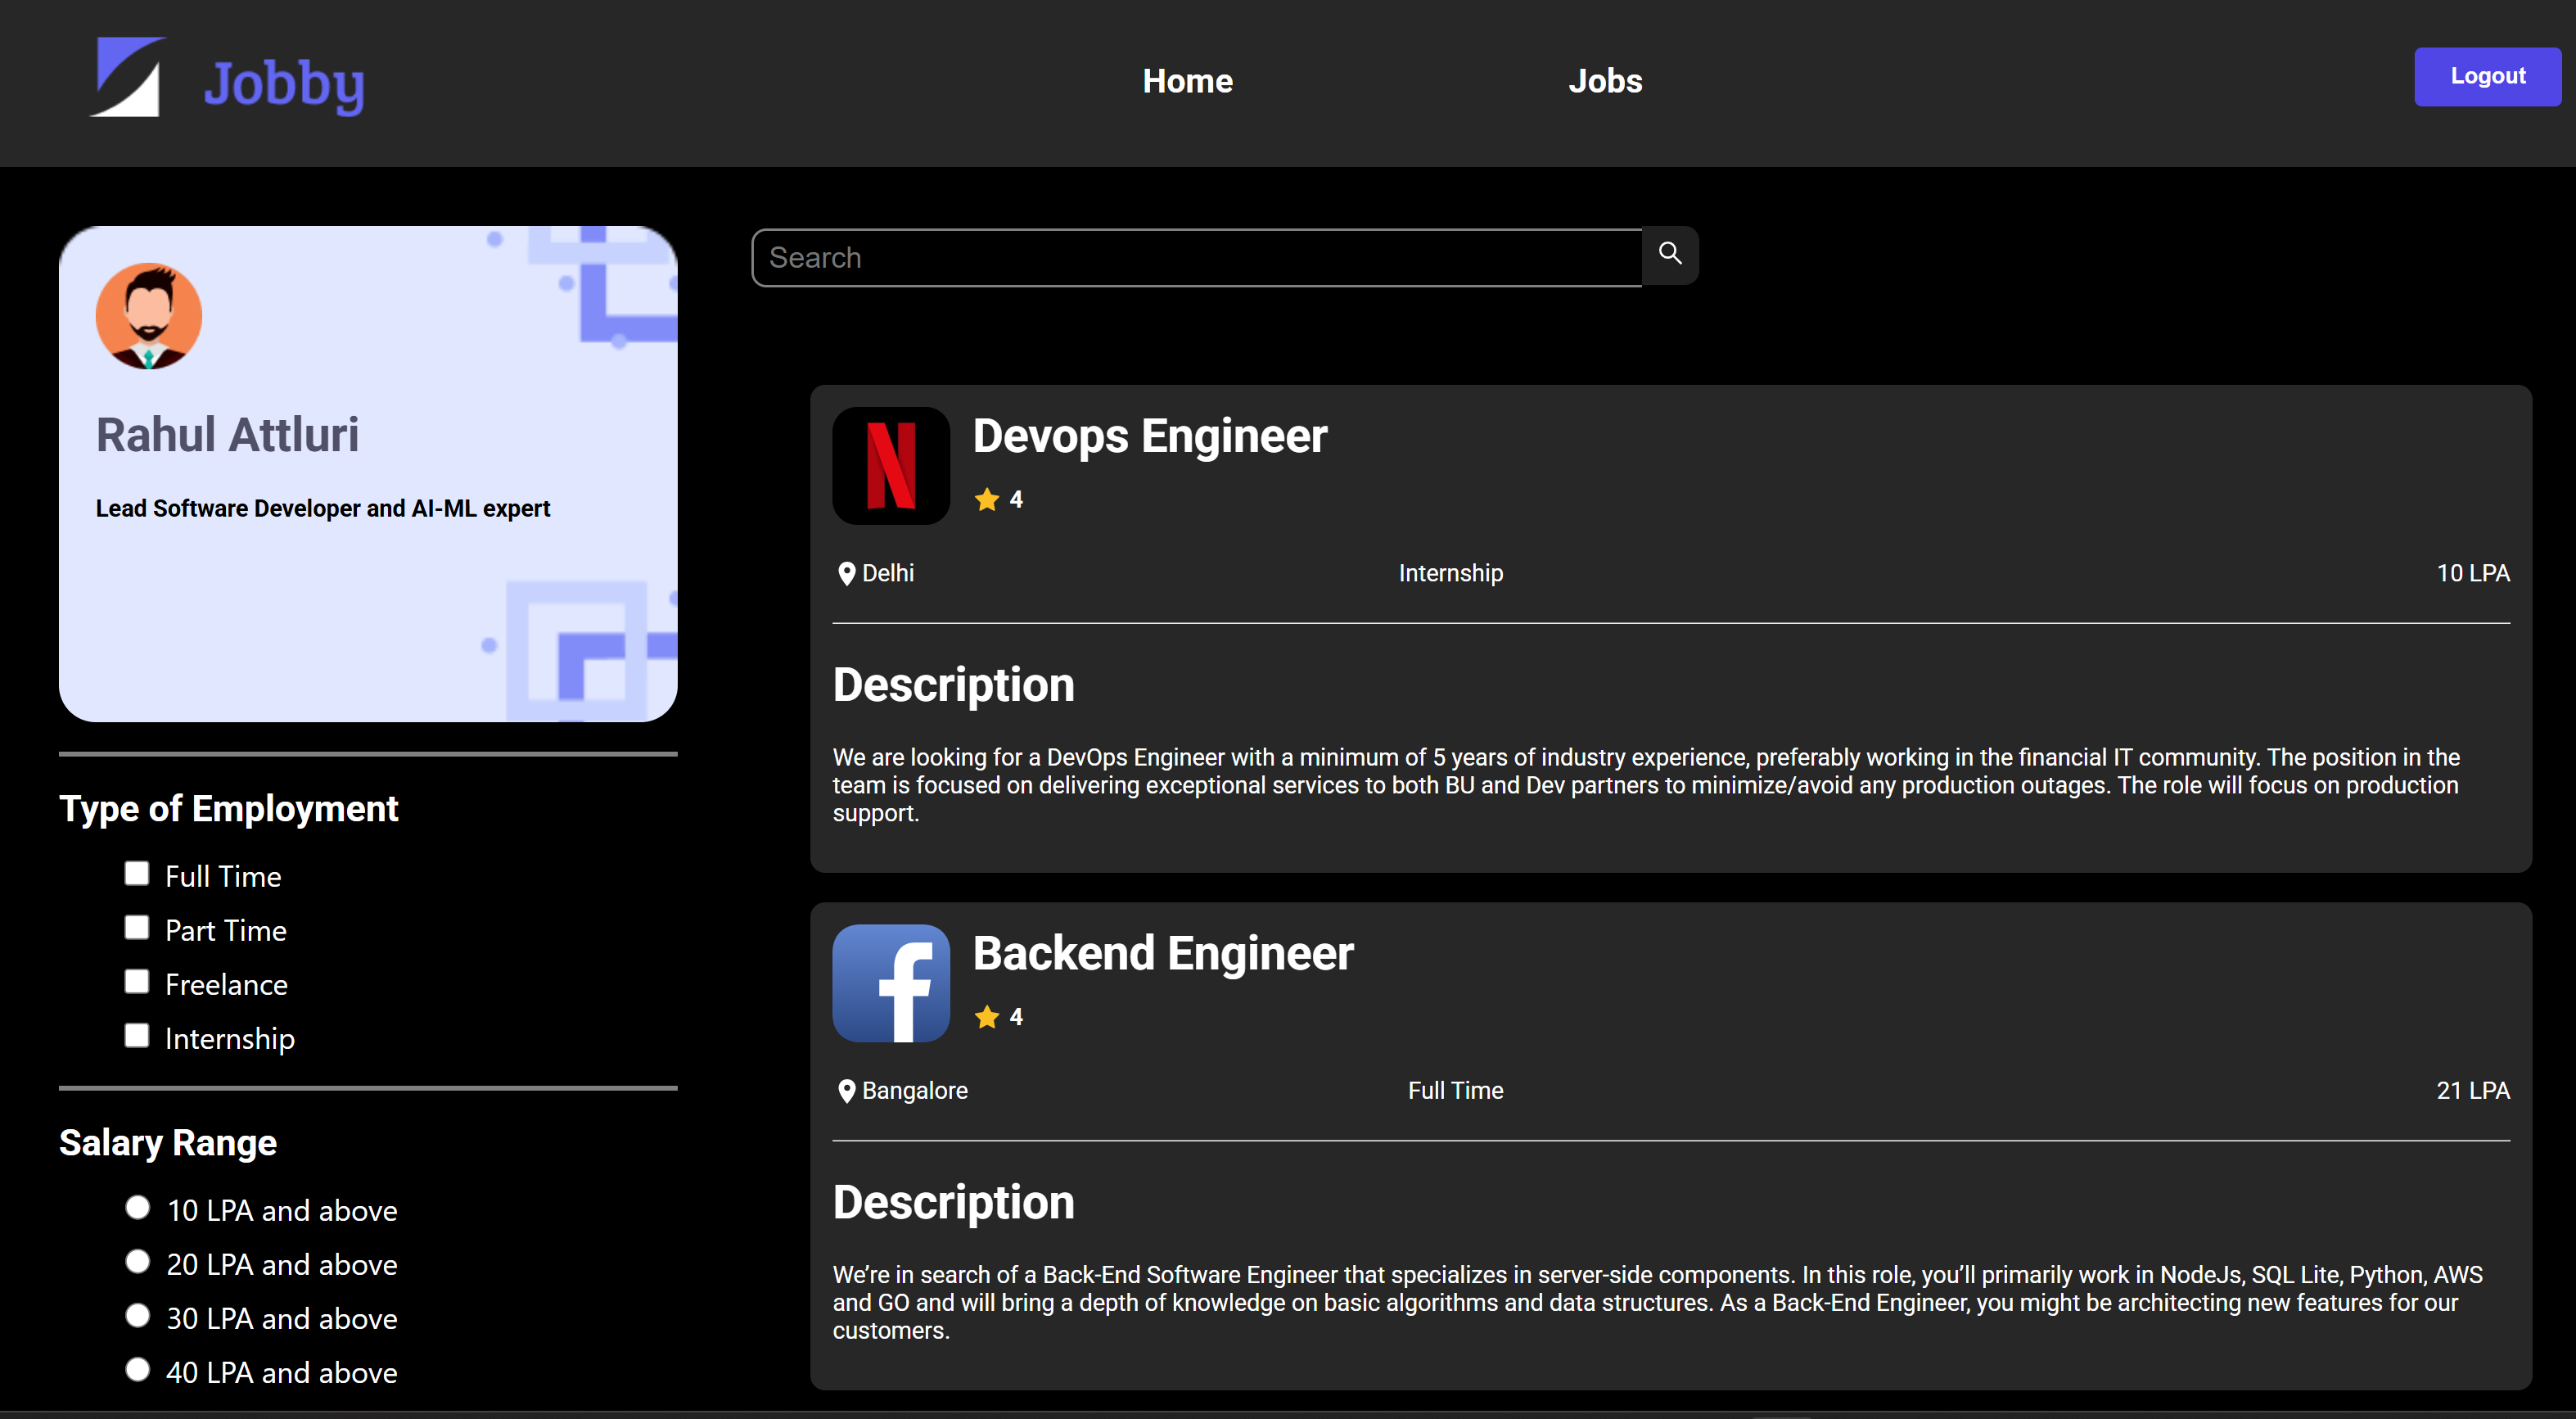 Jobby
Home
Jobs
Logout
Rahul Attluri
Lead Software Developer and AI-ML expert
Type of Employment
Full Time
Part Time
Freelance
Internship
Salary Range
10 LPA and above
20 LPA and above
30 LPA and above
40 LPA and above
Search
N
Devops Engineer
4
Delhi
Internship
10 LPA
Description
We are looking for a DevOps Engineer with a minimum of 5 years of industry experience, preferably working in the financial IT community. The position in the
team is focused on delivering exceptional services to both BU and Dev partners to minimize/avoid any production outages. The role will focus on production
support.
f
Backend Engineer
4
Bangalore
Full Time
21 LPA
Description
We’re in search of a Back-End Software Engineer that specializes in server-side components. In this role, you’ll primarily work in NodeJs, SQL Lite, Python, AWS
and GO and will bring a depth of knowledge on basic algorithms and data structures. As a Back-End Engineer, you might be architecting new features for our
customers.